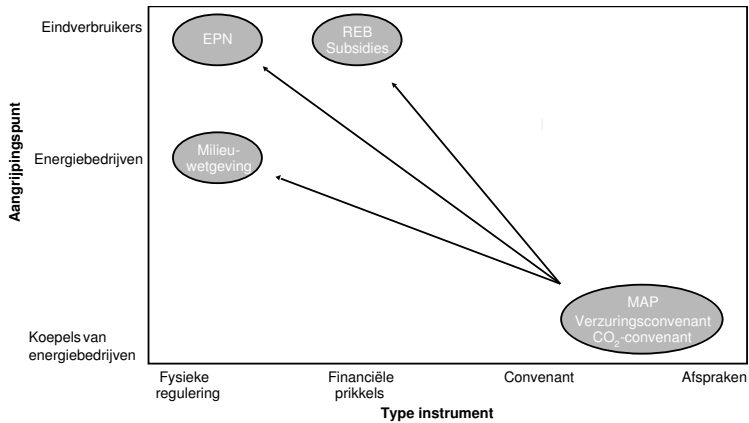 Eindverbruikers
EPN
REB
Subsidies
Aangrijpingspunt
Energiebedrijven
Milieu-
wetgeving
MAP
Verzuringsconvenant
CO₂-convenant
Koepels van
energiebedrijven
Fysieke
regulering
Financiële
prikkels
Convenant
Afspraken
Type instrument